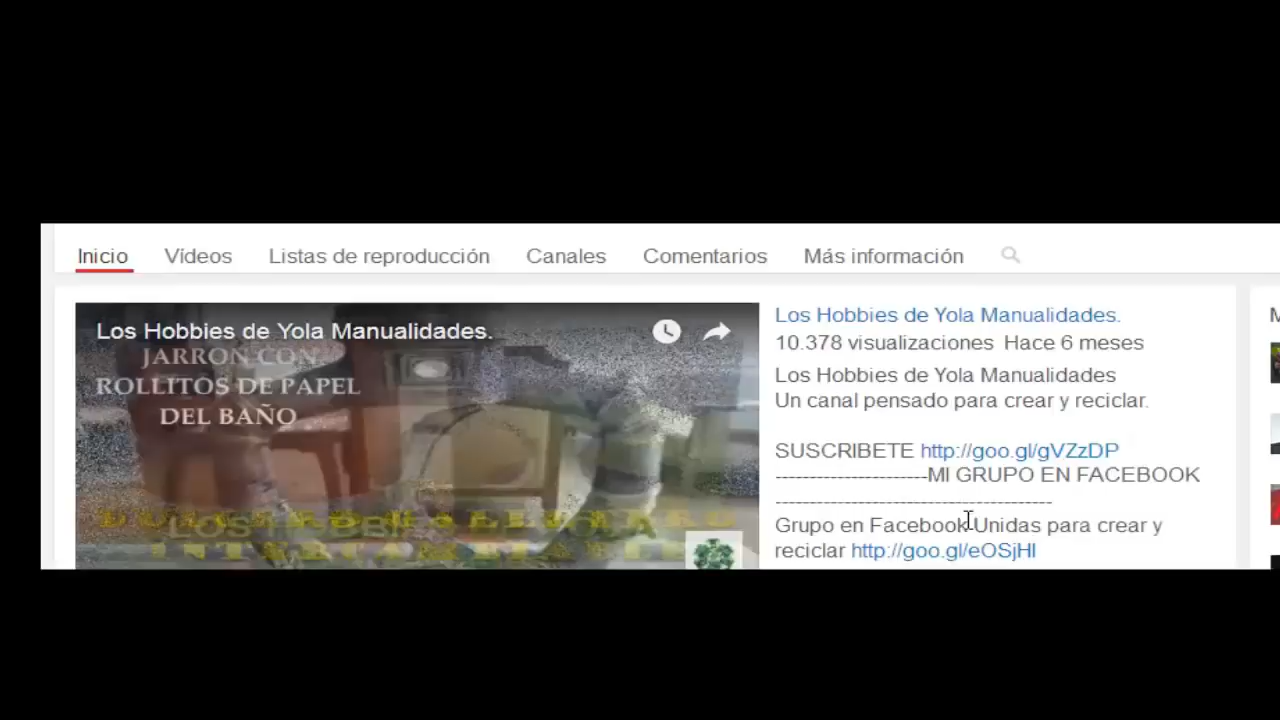 Inicio Vídeos Listas de reproducción Canales Comentarios Más información
Los Hobbies de Yola Manualidades.
JARRON CON
ROLLITOS DE PAPEL
DEL BAÑO
Los Hobbies de Yola Manualidades.
10.378 visualizaciones Hace 6 meses
Los Hobbies de Yola Manualidades
Un canal pensado para crear y reciclar.
SUSCRIBETE http://goo.gl/gVZzDP
----------------------MI GRUPO EN FACEBOOK
----------------------------------------
Grupo en Facebook Unidas para crear y
reciclar http://goo.gl/eOSjHl